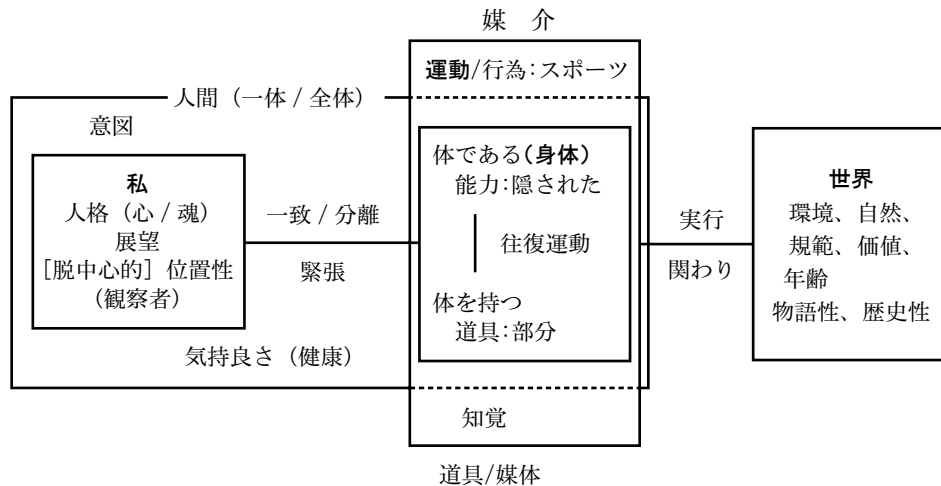 媒　介
運動/行為：スポーツ
人間（一体 / 全体）
意図
私
人格（心 / 魂）
展望
［脱中心的］位置性
（観察者）
一致 / 分離
緊張
気持良さ（健康）
体である（身体）
能力：隠された
往復運動
体を持つ
道具：部分
知覚
道具/媒体
実行
関わり
世界
環境、自然、
規範、価値、
年齢
物語性、歴史性